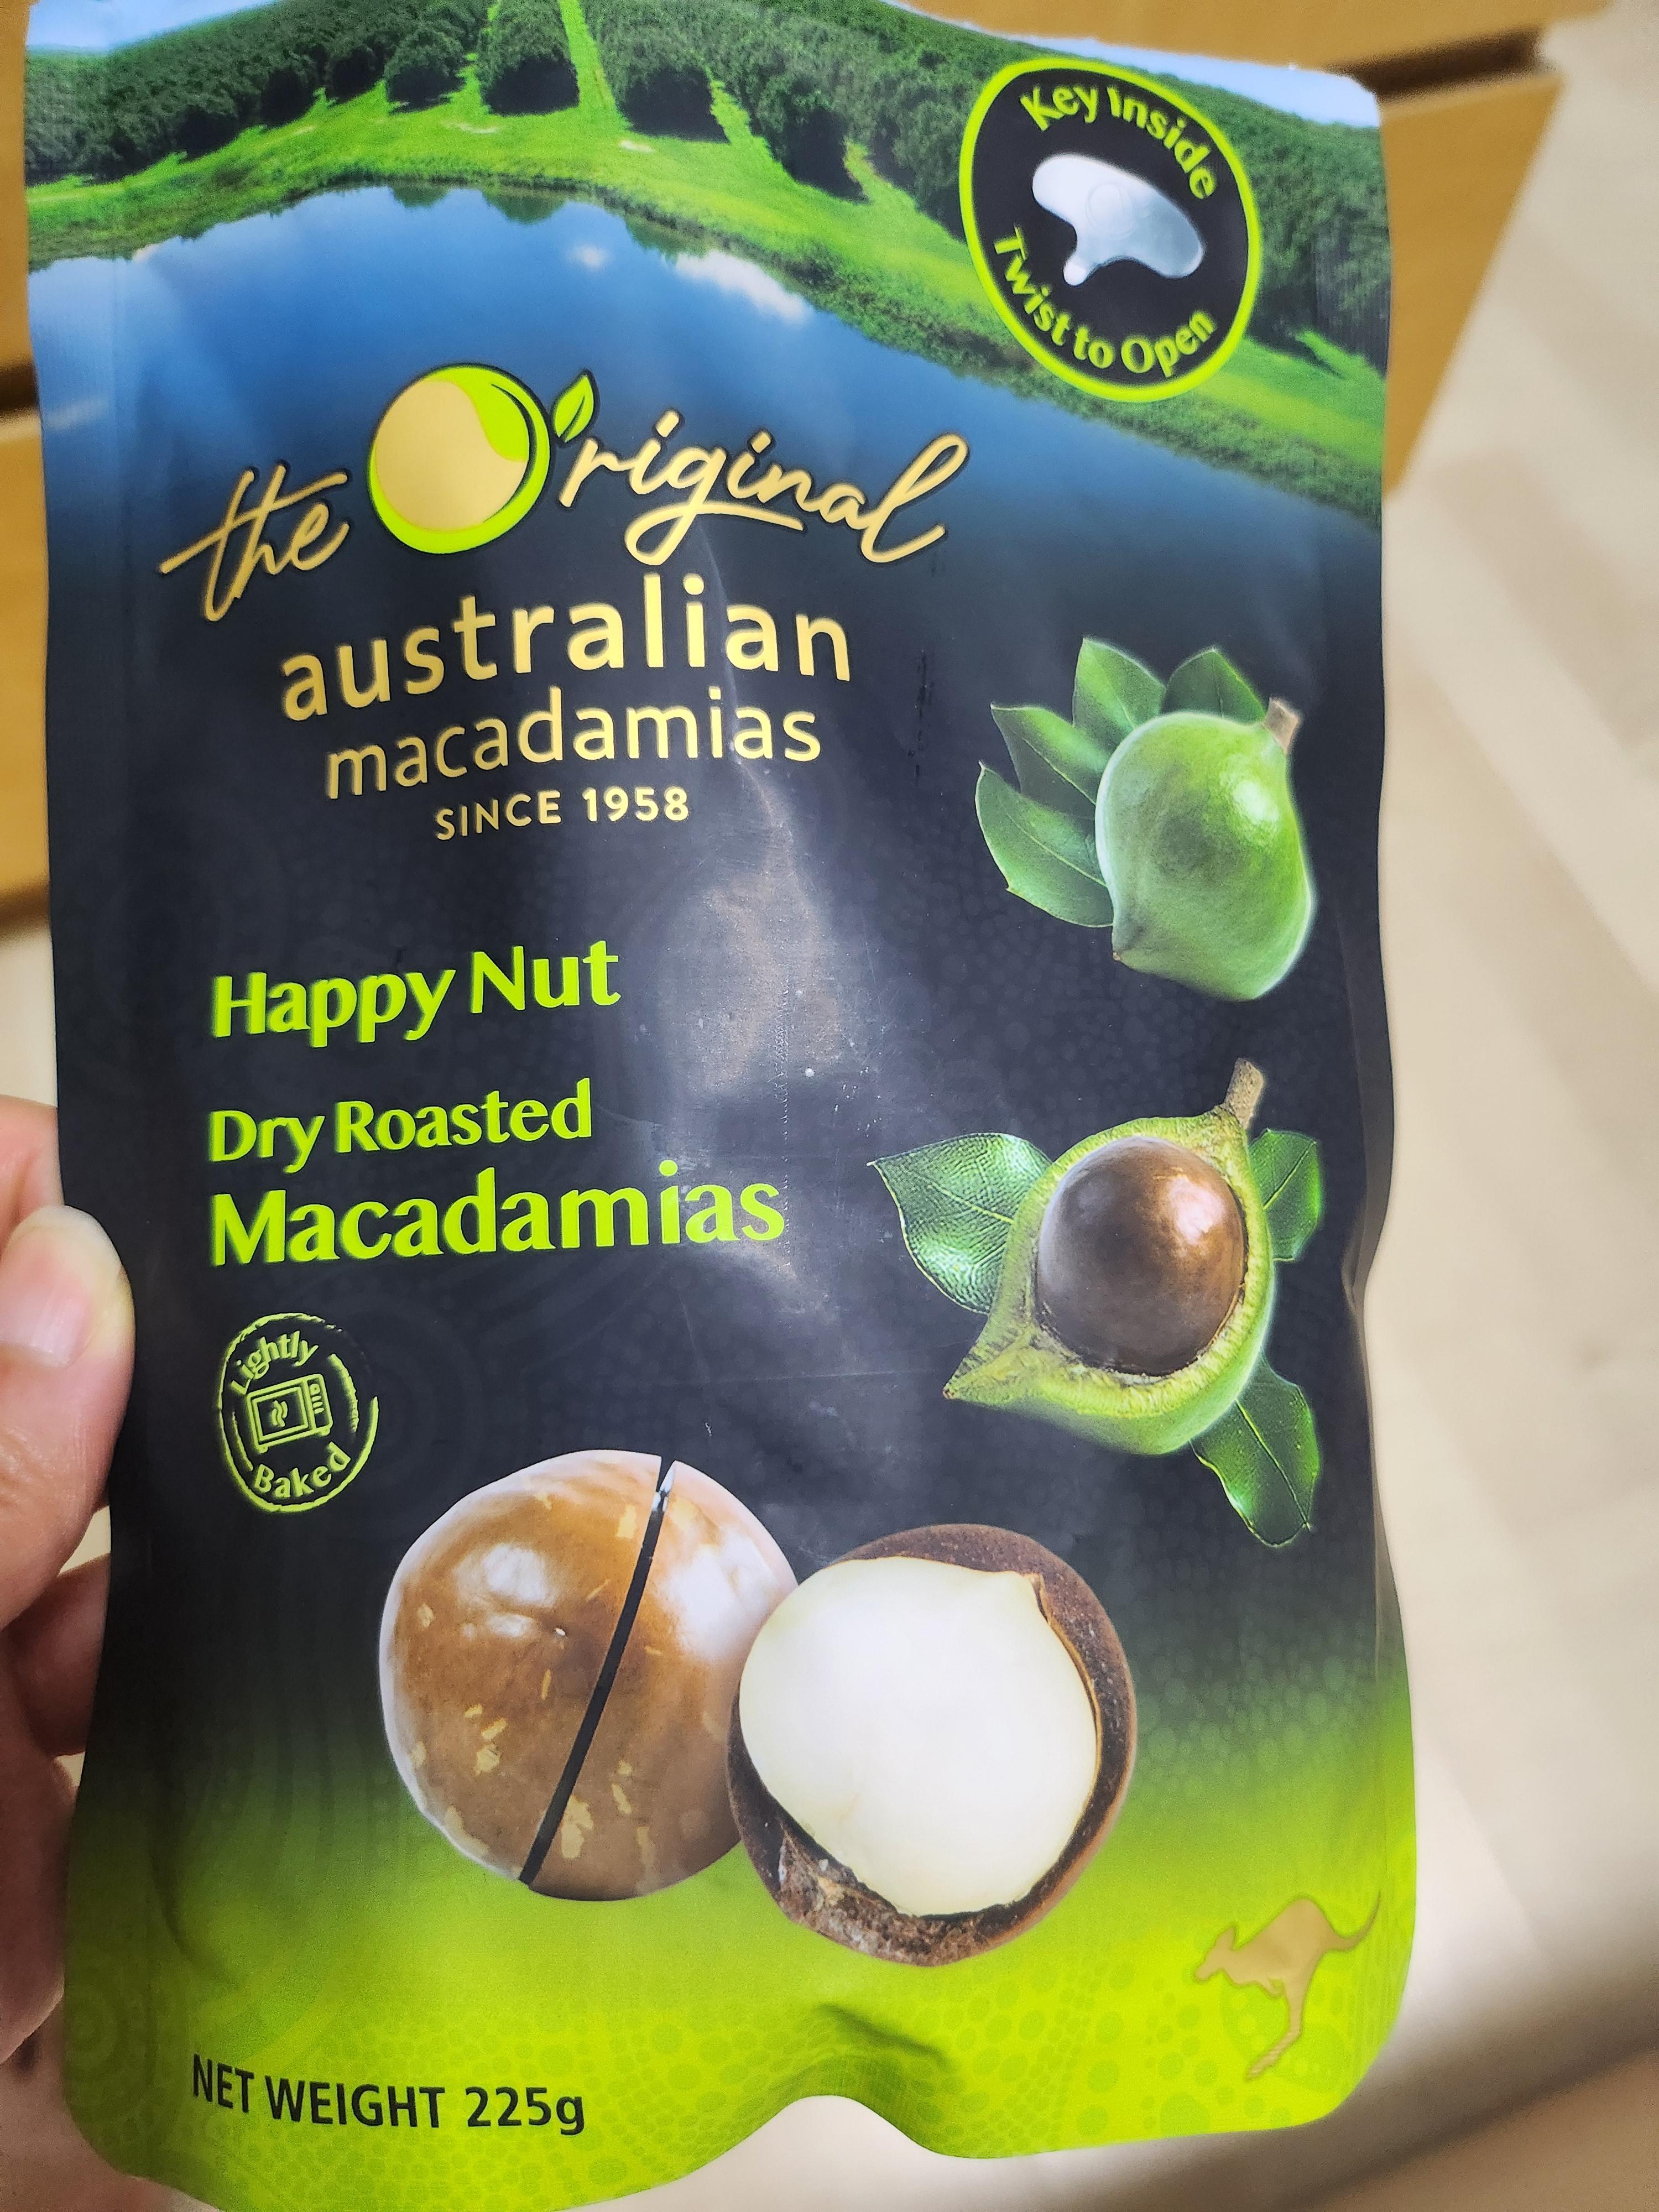 Key Inside
Twist to Open
the Original
australian
macadamias
SINCE 1958
Happy Nut
Dry Roasted
Macadamias
Lightly
Baked
NET WEIGHT 225g